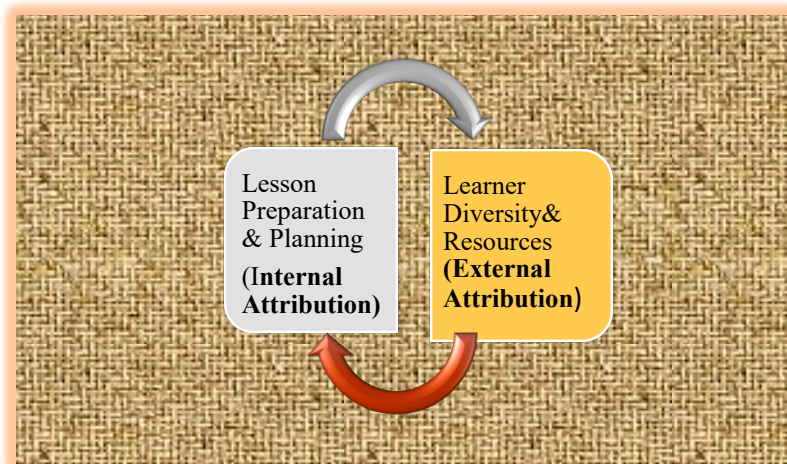 Lesson
Preparation
& Planning
(Internal
Attribution)
Learner
Diversity&
Resources
(External
Attribution)